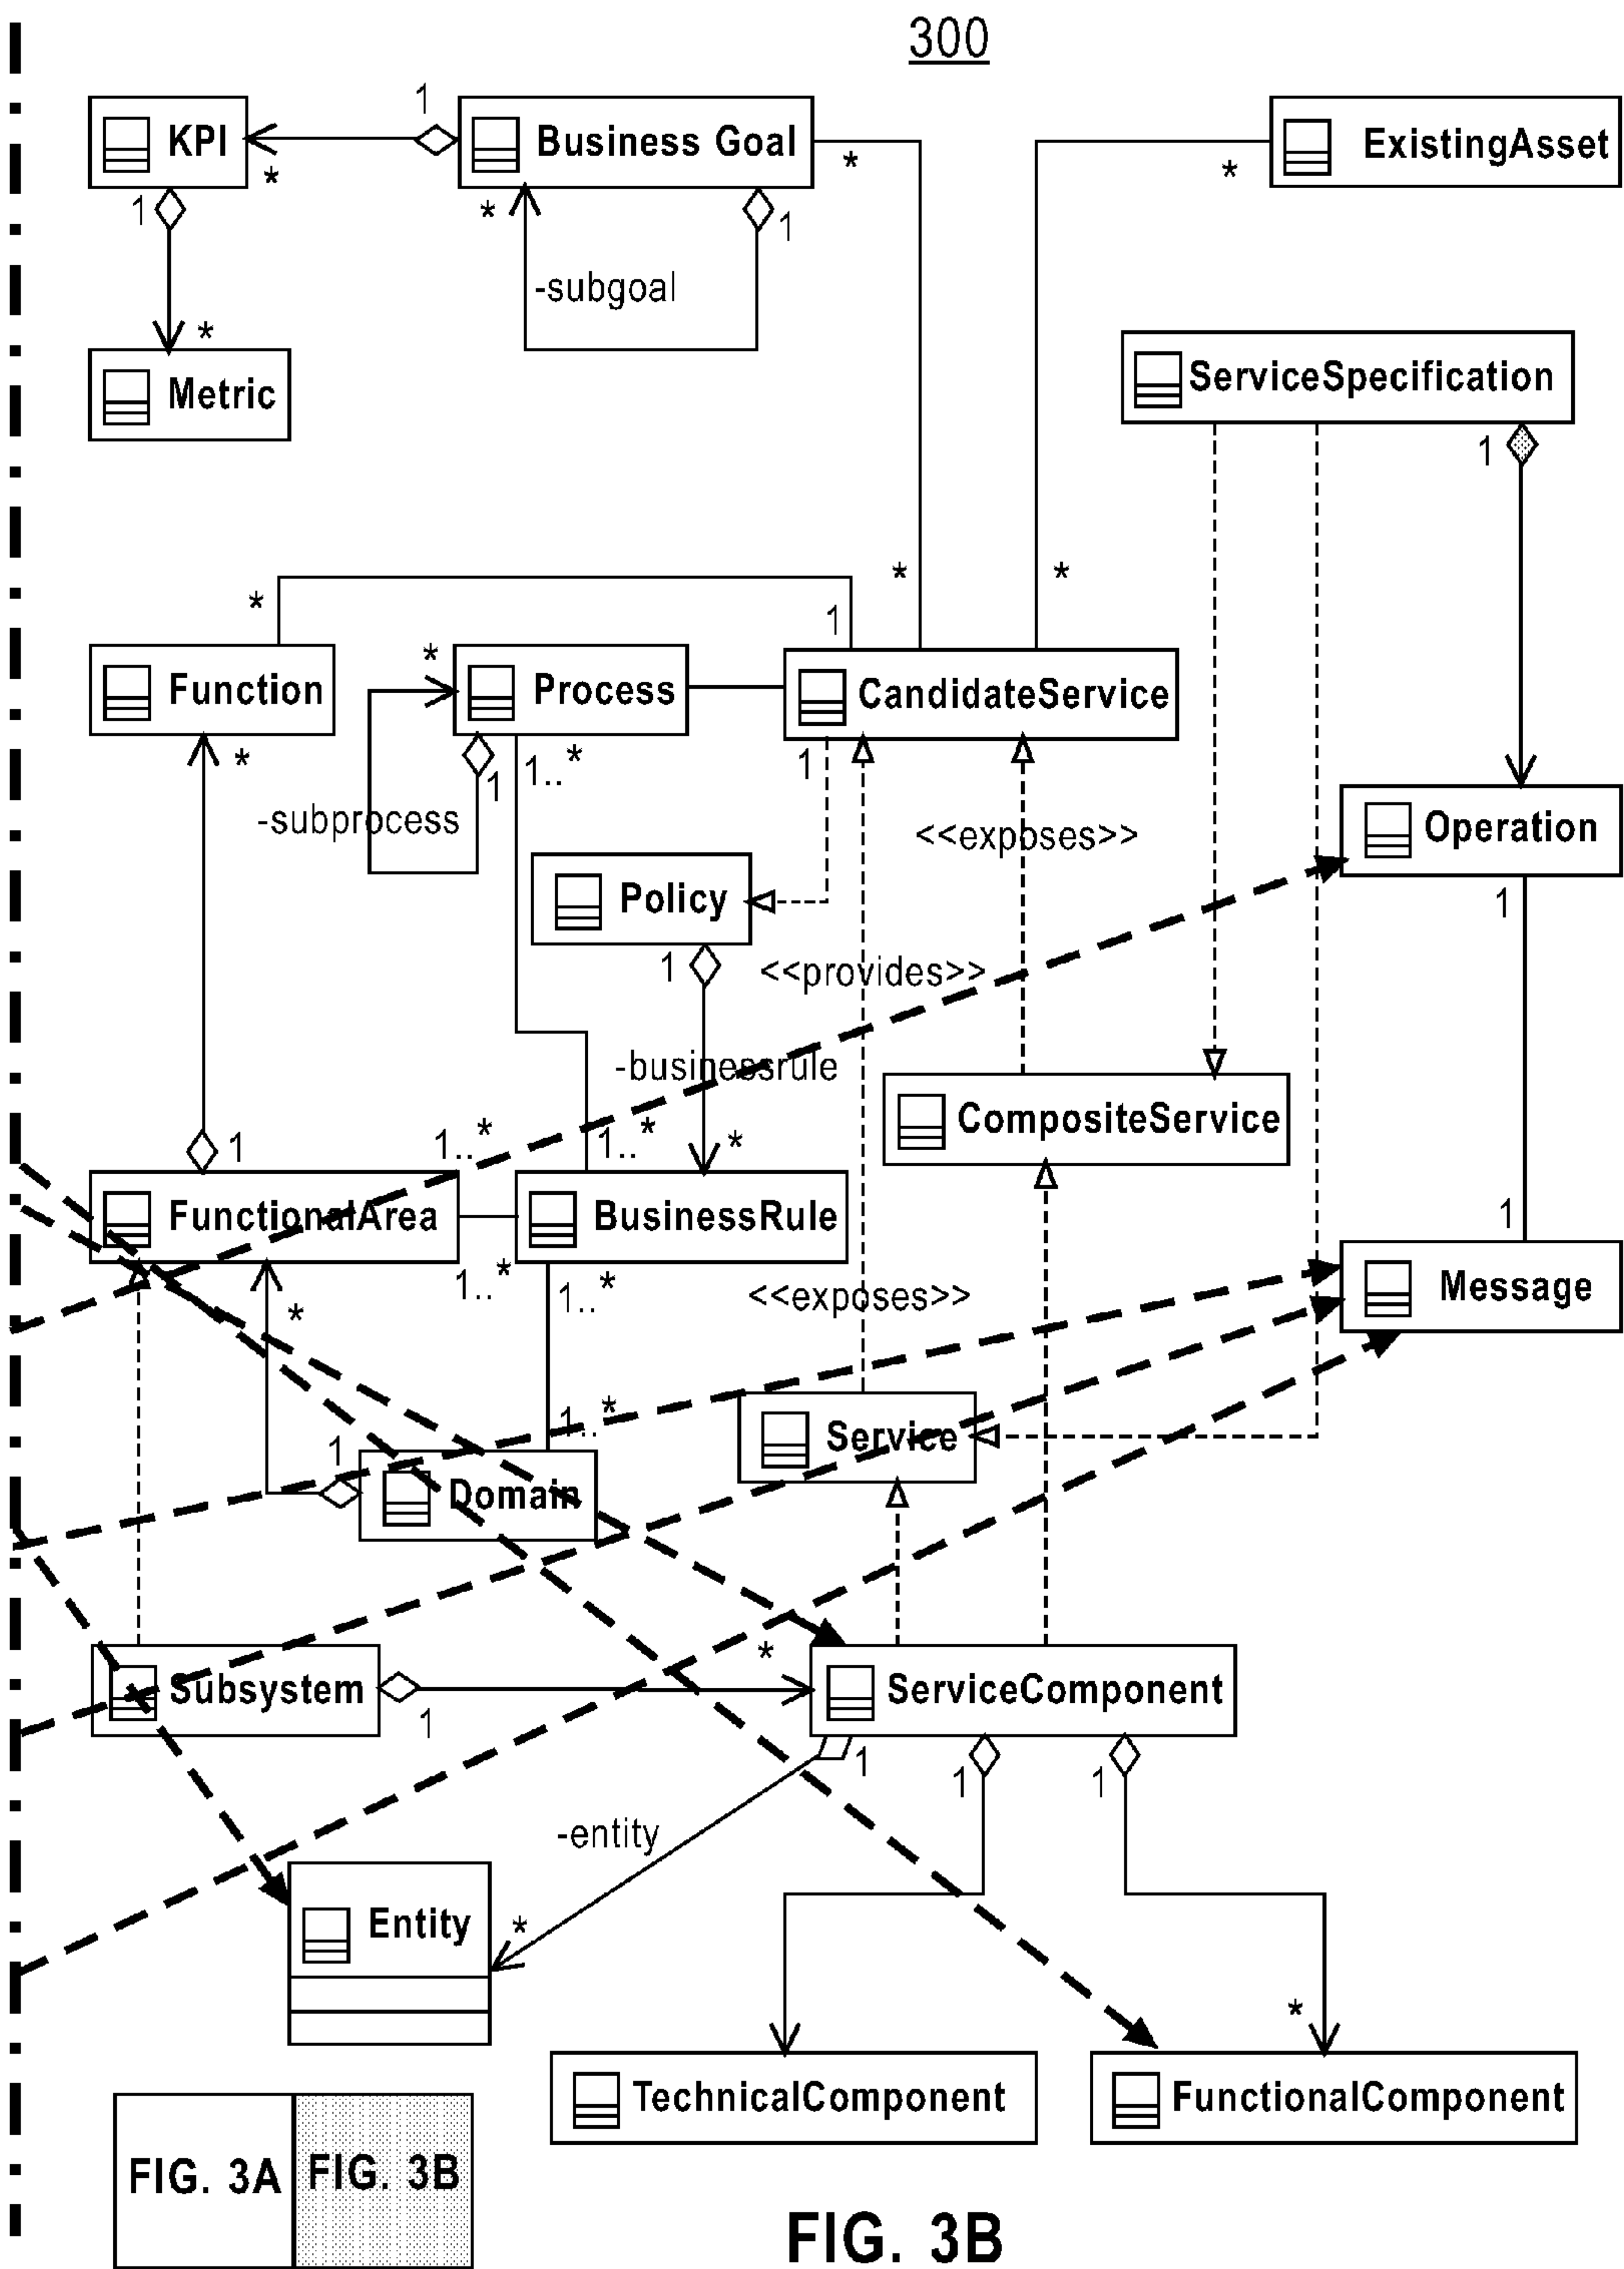 300
1
KPI
Business Goal
ExistingAsset
*
*
*
1
*
1
-subgoal
*
Metric
ServiceSpecification
1
*
*
*
1
Function
*
Process
CandidateService
*
1
1..*
1
-subprocess
<<exposes>>
Operation
Policy
1
1
<<provides>>
-businessrule
CompositeService
1
1..*
1..*
*
FunctionalArea
BusinessRule
1
1..*
1..*
*
<<exposes>>
Message
1..*
1
Service
Domain
*
Subsystem
ServiceComponent
1
1
1
1
-entity
*
Entity
*
TechnicalComponent
FunctionalComponent
FIG. 3A
FIG. 3B
FIG. 3B